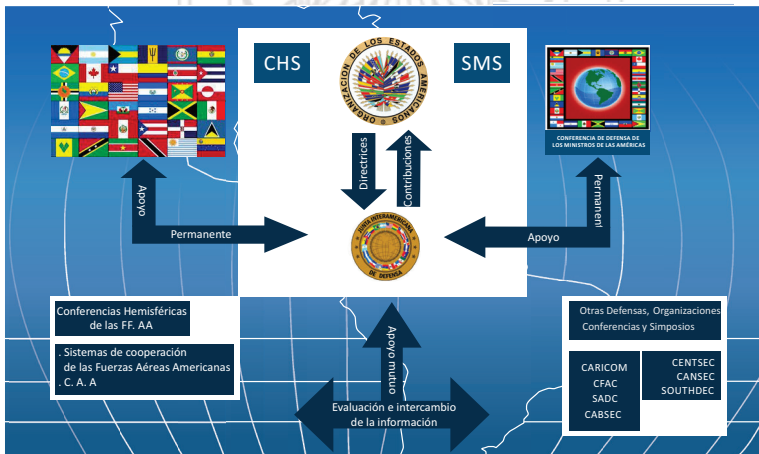 CHS
SMS
ORGANIZACION DE LOS ESTADOS AMERICANOS
CONFERENCIA DE DEFENSA DE
LOS MINISTROS DE LAS AMÉRICAS
Directrices
Contribuciones
Apoyo
Permanente
JUNTA INTERAMERICANA
DE DEFENSA
Permanen
Apoyo
Conferencias Hemisféricas
de las FF. AA
. Sistemas de cooperación
de las Fuerzas Aéreas Americanas
. C. A. A
Apoyo mutuo
Evaluación e intercambio
de la información
Otras Defensas, Organizaciones
Conferencias y Simposios
CARICOM
CFAC
SADC
CABSEC
CENTSEC
CANSEC
SOUTHDEC